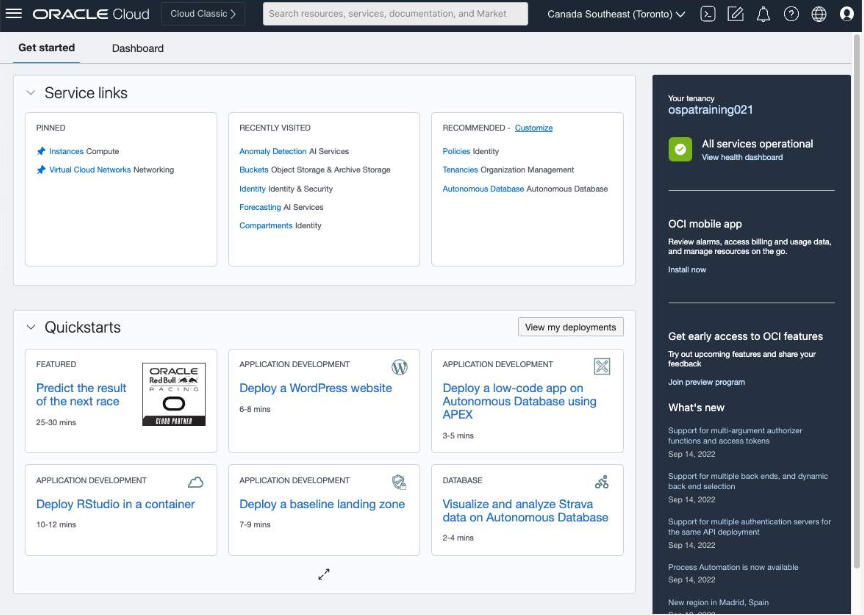 ORACLE Cloud
Cloud Classic >
Search resources, services, documentation, and Market
Canada Southeast (Toronto)
Get started
Dashboard
Service links
PINNED
Instances Compute
Virtual Cloud Networks Networking
RECENTLY VISITED
Anomaly Detection AI Services
Buckets Object Storage & Archive Storage
Identity Identity & Security
Forecasting AI Services
Compartments Identity
RECOMMENDED - Customize
Policies Identity
Tenancies Organization Management
Autonomous Database Autonomous Database
Quickstarts
View my deployments
FEATURED
Predict the result
of the next race
25-30 mins
ORACLE
Red Bull
RACING
CLOUD PARTNER
APPLICATION DEVELOPMENT
Deploy a WordPress website
6-8 mins
APPLICATION DEVELOPMENT
Deploy a low-code app on
Autonomous Database using
APEX
3-5 mins
APPLICATION DEVELOPMENT
Deploy RStudio in a container
10-12 mins
APPLICATION DEVELOPMENT
Deploy a baseline landing zone
7-9 mins
DATABASE
Visualize and analyze Strava
data on Autonomous Database
2-4 mins
Your tenancy
ospatraining021
All services operational
View health dashboard
OCI mobile app
Review alarms, access billing and usage data,
and manage resources on the go.
Install now
Get early access to OCI features
Try out upcoming features and share your
feedback
Join preview program
What's new
Support for multi-argument authorizer
functions and access tokens
Sep 14, 2022
Support for multiple back ends, and dynamic
back end selection
Sep 14, 2022
Support for multiple authentication servers for
the same API deployment
Sep 14, 2022
Process Automation is now available
Sep 14, 2022
New region in Madrid, Spain